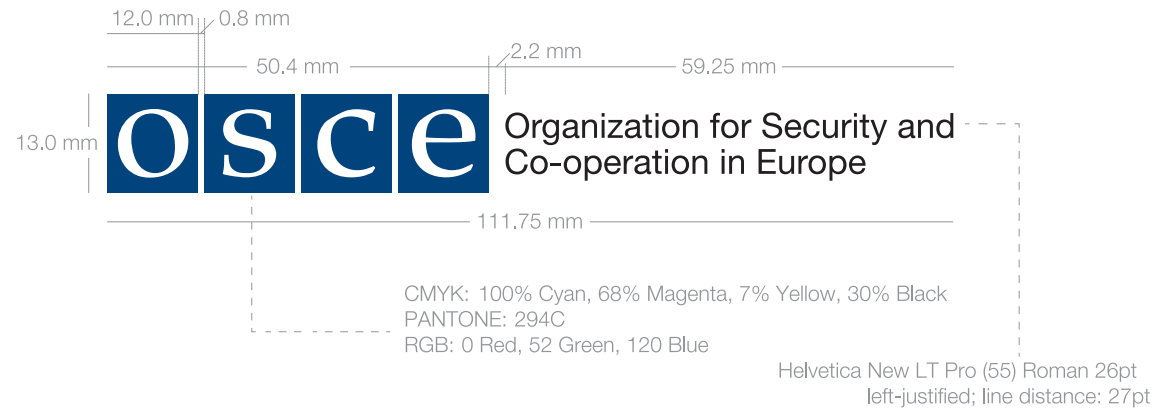 12.0 mm 0.8 mm
50.4 mm 2.2 mm 59.25 mm
13.0 mm
osce
Organization for Security and
Co-operation in Europe
111.75 mm
CMYK: 100% Cyan, 68% Magenta, 7% Yellow, 30% Black
PANTONE: 294C
RGB: 0 Red, 52 Green, 120 Blue
Helvetica New LT Pro (55) Roman 26pt
left-justified; line distance: 27pt